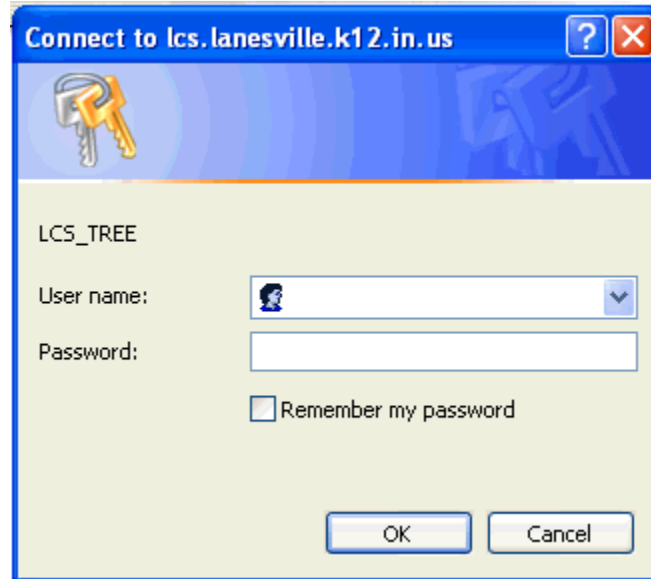 Connect to lcs.lanesville.k12.in.us
LCS_TREE
User name:
Password:
Remember my password
OK Cancel